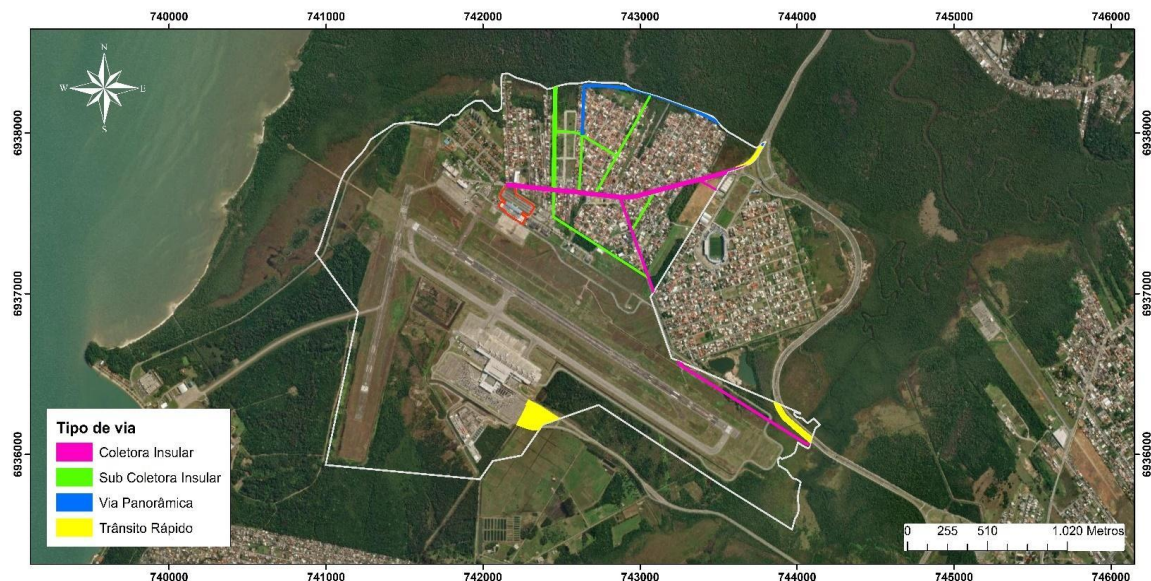 740000 741000 742000 743000 744000 745000 746000
N
W E
S
6938000 6938000
6937000 6937000
6936000 6936000
Tipo de via
Coletora Insular
Sub Coletora Insular
Via Panorâmica
Trânsito Rápido
0 255 510 1.020 Metros
740000 741000 742000 743000 744000 745000 746000